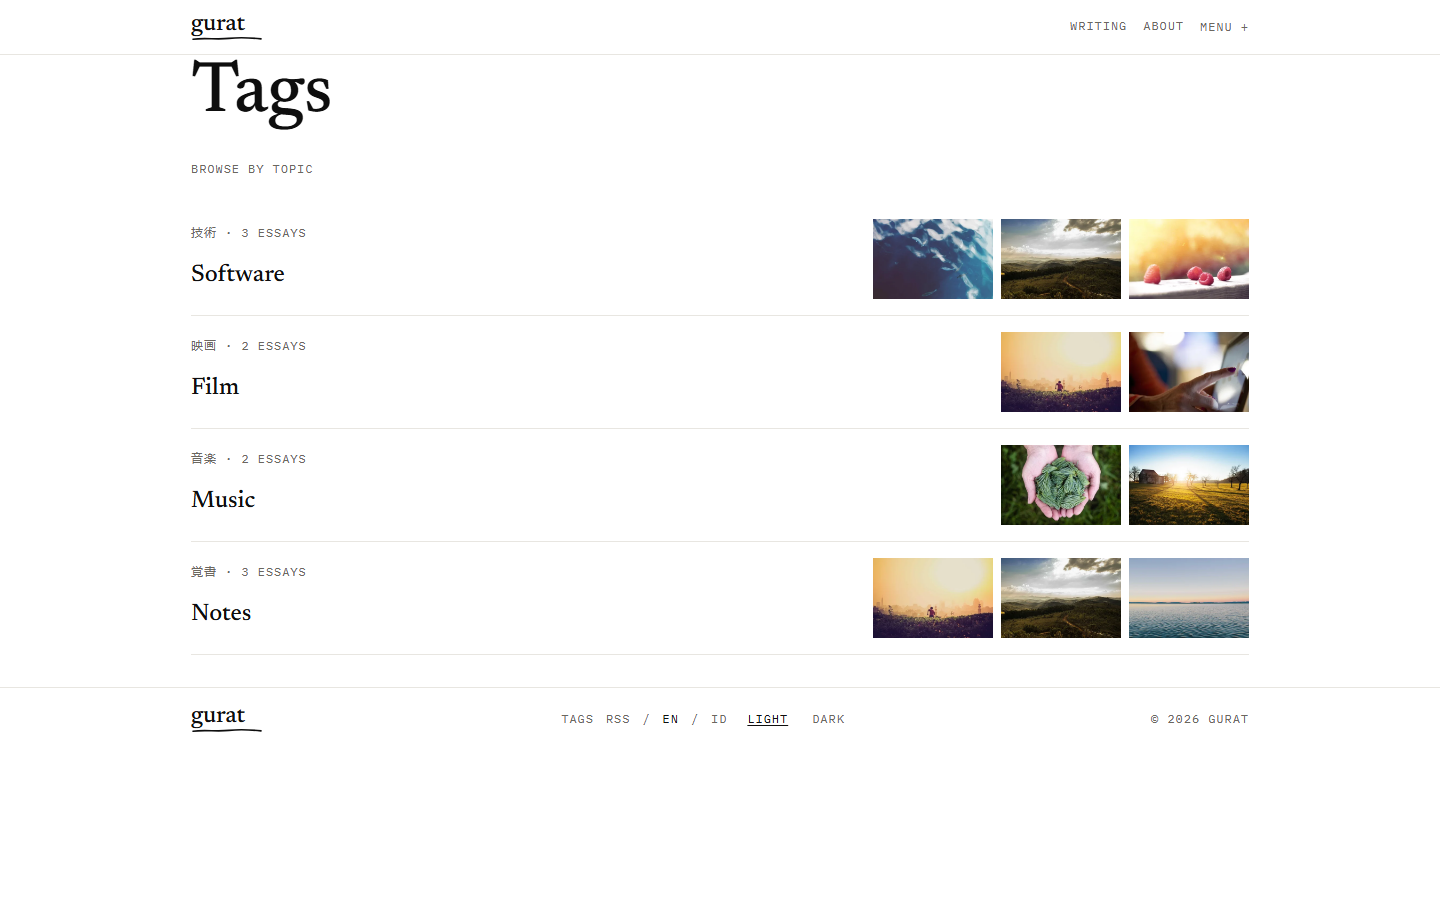 gurat
WRITING ABOUT MENU +
Tags
BROWSE BY TOPIC
技術 · 3 ESSAYS
Software
映画 · 2 ESSAYS
Film
音楽 · 2 ESSAYS
Music
覚書 · 3 ESSAYS
Notes
gurat
TAGS RSS / EN / ID LIGHT DARK
© 2026 GURAT